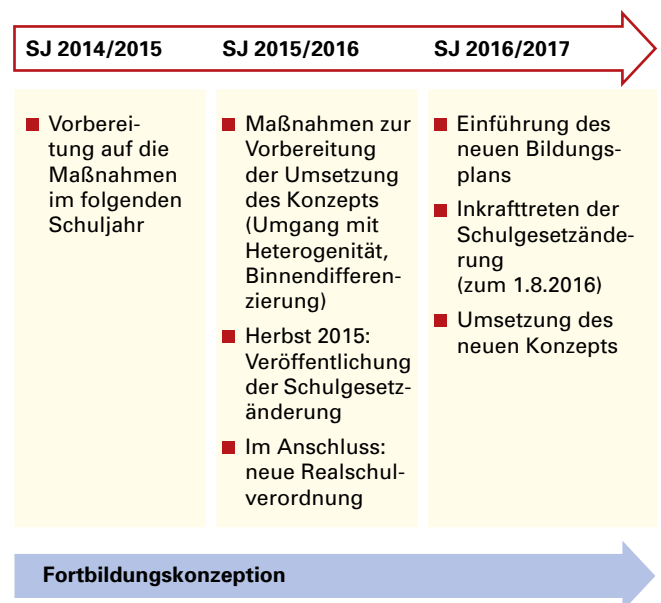 SJ 2014/2015 SJ 2015/2016 SJ 2016/2017
Vorberei-
tung auf die
Maßnahmen
im folgenden
Schuljahr
Maßnahmen zur
Vorbereitung
der Umsetzung
des Konzepts
(Umgang mit
Heterogenität,
Binnendifferen-
zierung)
Herbst 2015:
Veröffentlichung
der Schulgesetz-
änderung
Im Anschluss:
neue Realschul-
verordnung
Einführung des
neuen Bildungs-
plans
Inkrafttreten der
Schulgesetzände-
rung
(zum 1.8.2016)
Umsetzung des
neuen Konzepts
Fortbildungskonzeption